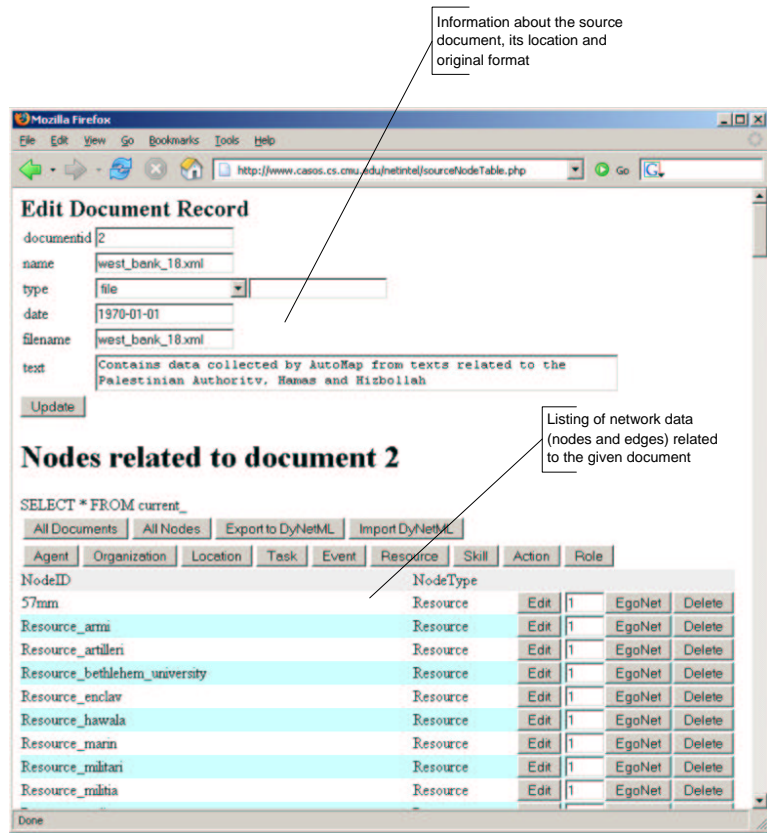 Information about the source
document, its location and
original format
Mozilla Firefox
File Edit View Go Bookmarks Tools Help
http://www.casos.cs.cmu.edu/netintel/sourceNodeTable.php Go G
Edit Document Record
documentid 2
name west_bank_18.xml
type file
date 1970-01-01
filename west_bank_18.xml
text Contains data collected by AutoMap from texts related to the
Palestinian Authority, Hamas and Hizbollah
Update
Listing of network data
(nodes and edges) related
to the given document
Nodes related to document 2
SELECT * FROM current_
All Documents All Nodes Export to DyNetML Import DyNetML
Agent Organization Location Task Event Resource Skill Action Role
NodeID NodeType
57mm Resource Edit 1 EgoNet Delete
Resource_armi Resource Edit 1 EgoNet Delete
Resource_artilleri Resource Edit 1 EgoNet Delete
Resource_bethlehem_university Resource Edit 1 EgoNet Delete
Resource_enclav Resource Edit 1 EgoNet Delete
Resource_hawala Resource Edit 1 EgoNet Delete
Resource_marin Resource Edit 1 EgoNet Delete
Resource_militari Resource Edit 1 EgoNet Delete
Resource_militia Resource Edit 1 EgoNet Delete
Done